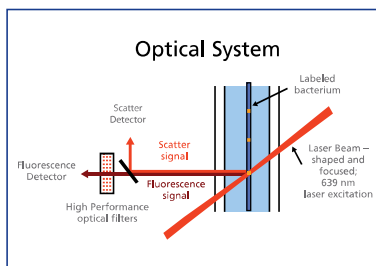 Optical System
Labeled
bacterium
Scatter
Detector
Scatter
signal
Fluorescence
Detector
Fluorescence
signal
High Performance
optical filters
Laser Beam –
shaped and
focused;
639 nm
laser excitation